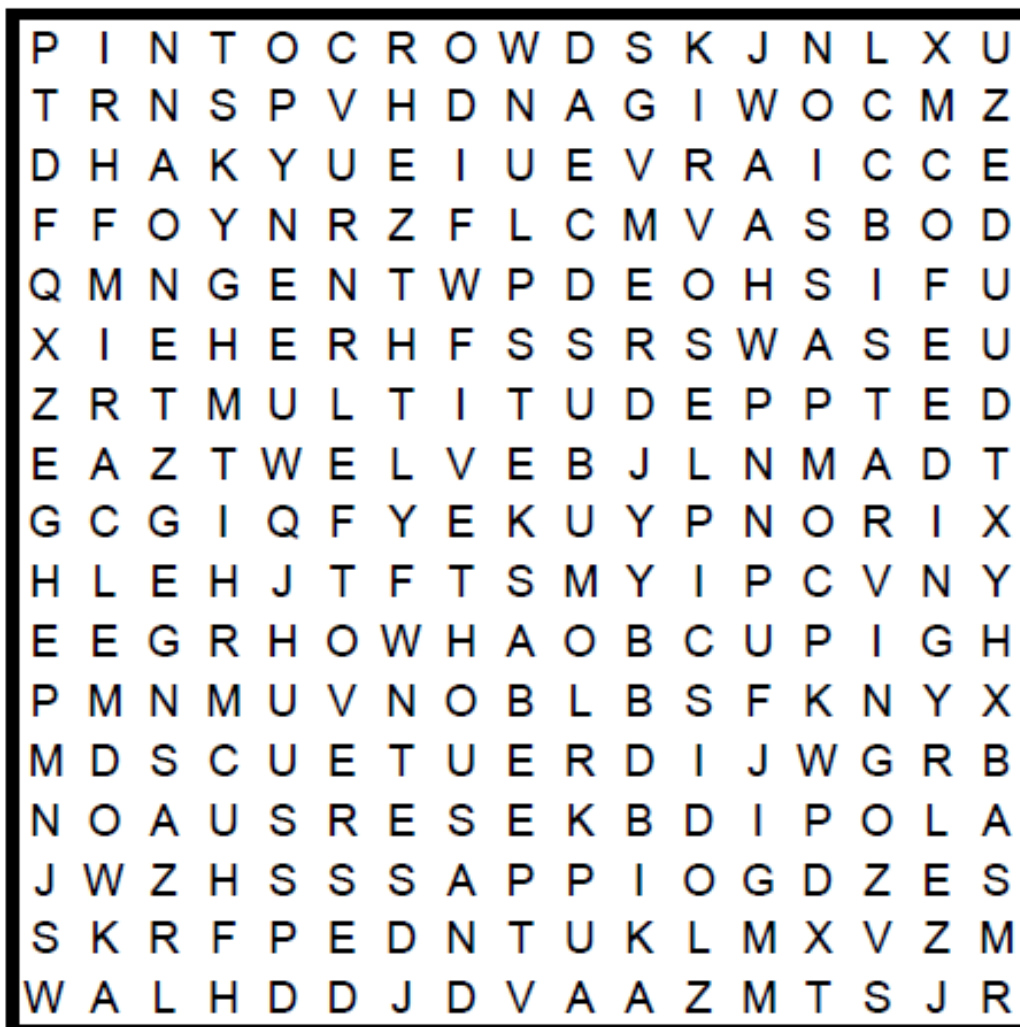 P I N T O C R O W D S K J N L X U
T R N S P V H D N A G I W O C M Z
D H A K Y U E I U E V R A I C C E
F F O Y N R Z F L C M V A S B O D
Q M N G E N T W P D E O H S I F U
X I E H E R H F S S R S W A S E U
Z R T M U L T I T U D E P P T E D
E A Z T W E L V E B J L N M A D T
G C G I Q F Y E K U Y P N O R I X
H L E H J T F T S M Y I P C V N Y
E E G R H O W H A O B C U P I G H
P M N M U V N O B L B S F K N Y X
M D S C U E T U E R D I J W G R B
N O A U S R E S E K B D I P O L A
J W Z H S S S A P P I O G D Z E S
S K R F P E D N T U K L M X V Z M
W A L H D D J D V A A Z M T S J R